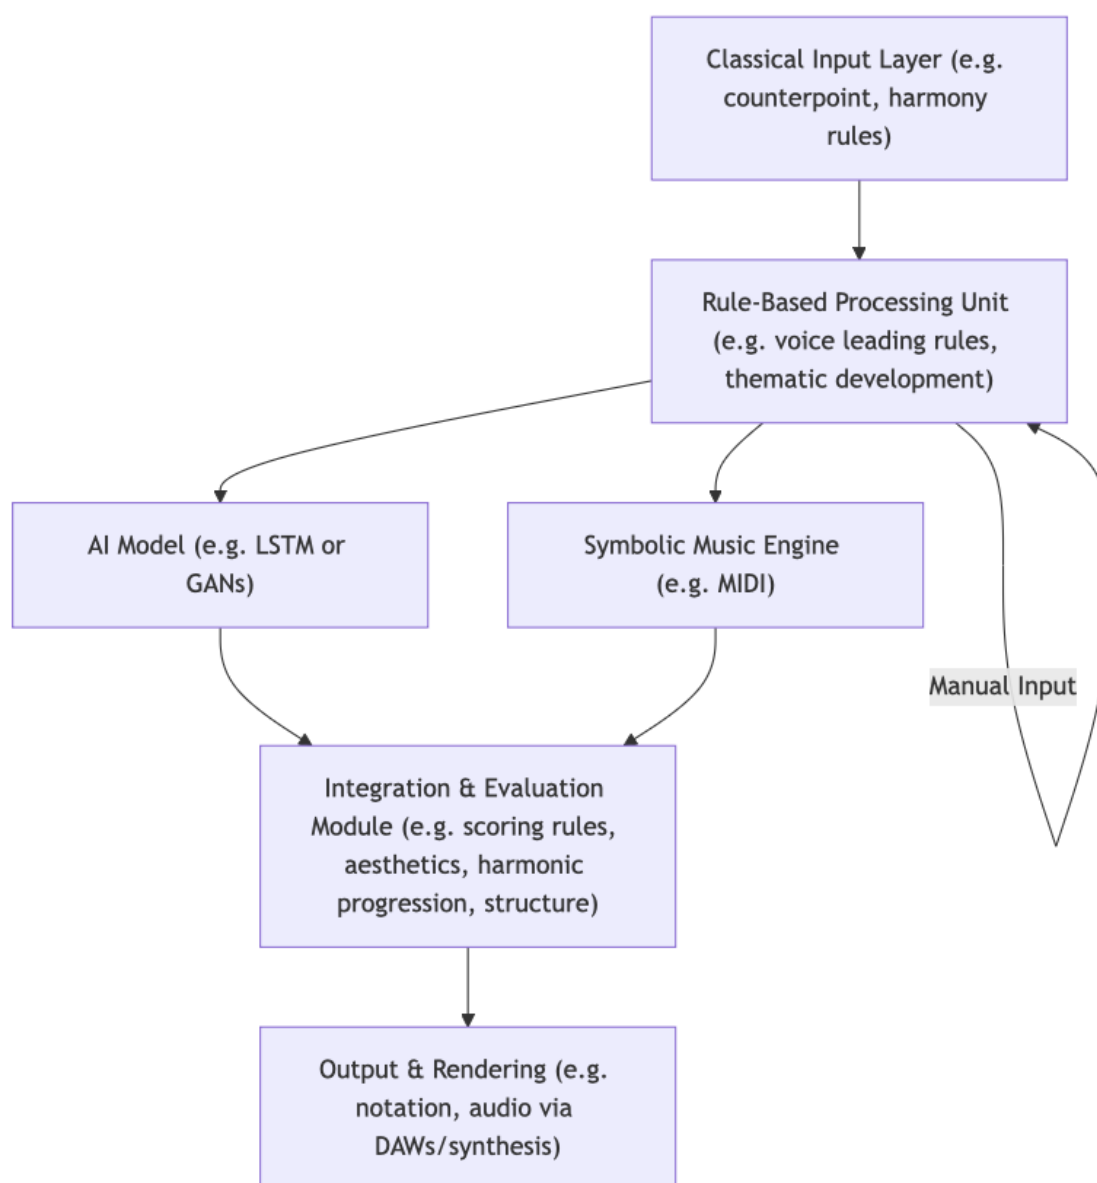 Classical Input Layer (e.g.
counterpoint, harmony
rules)
Rule-Based Processing Unit
(e.g. voice leading rules,
thematic development)
AI Model (e.g. LSTM or
GANs)
Symbolic Music Engine
(e.g. MIDI)
Manual Input
Integration & Evaluation
Module (e.g. scoring rules,
aesthetics, harmonic
progression, structure)
Output & Rendering (e.g.
notation, audio via
DAWs/synthesis)